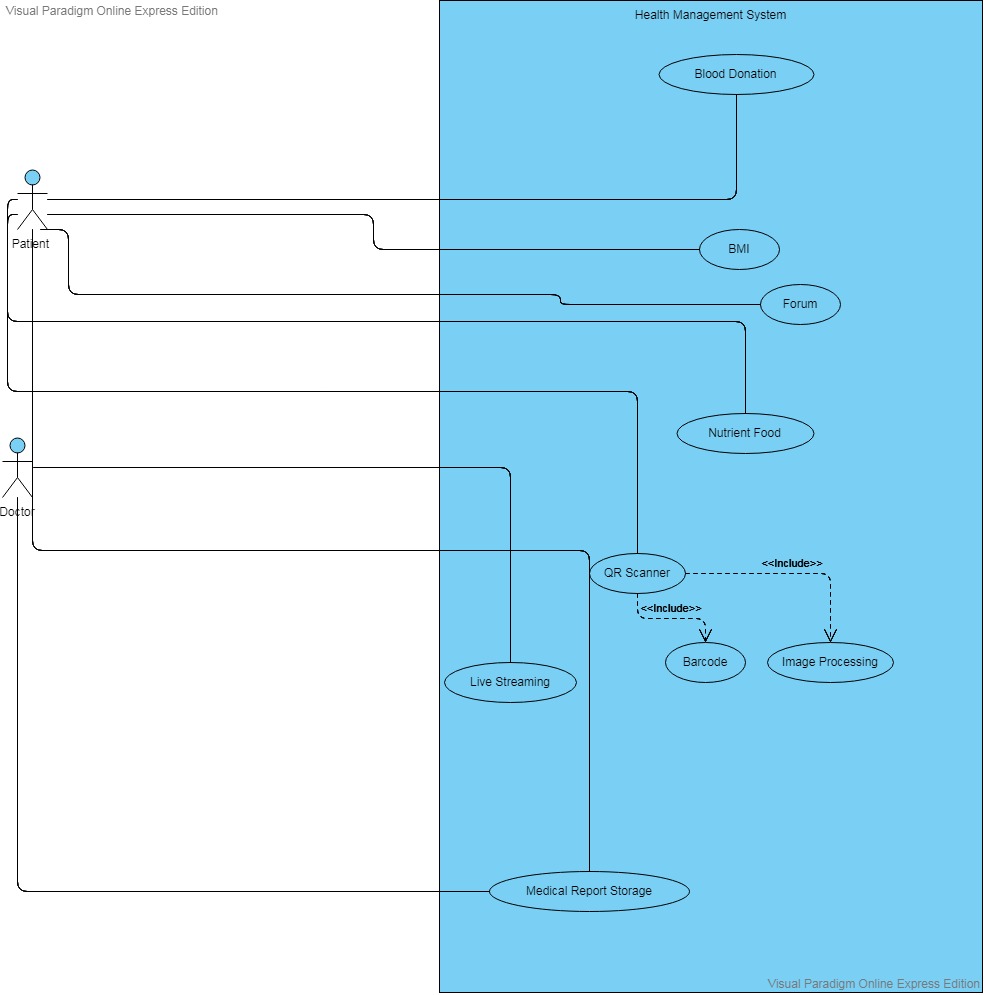 Visual Paradigm Online Express Edition
Health Management System
Blood Donation
Patient
BMI
Forum
Nutrient Food
Doctor
QR Scanner
<<Include>>
<<Include>>
Barcode
Image Processing
Live Streaming
Medical Report Storage
Visual Paradigm Online Express Edition